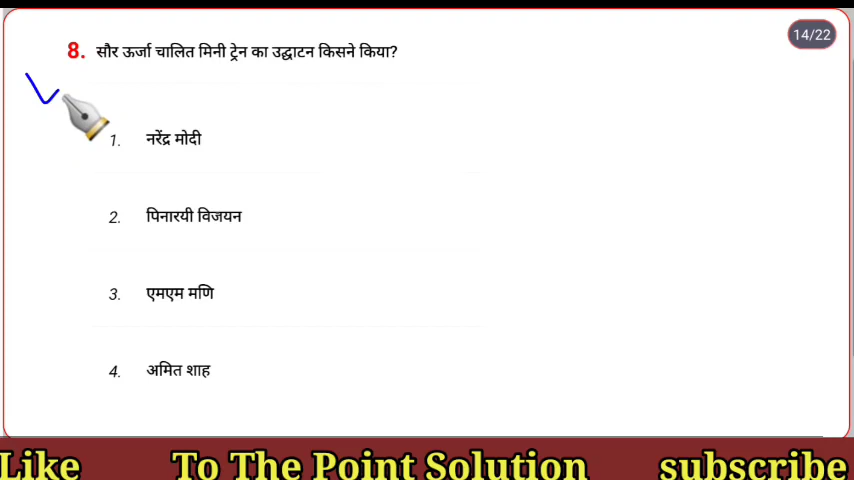 14/22
8. सौर ऊर्जा चालित मिनी ट्रेन का उद्घाटन किसने किया?
1. नरेंद्र मोदी
2. पिनारयी विजयन
3. एमएम मणि
4. अमित शाह
Like To The Point Solution subscribe